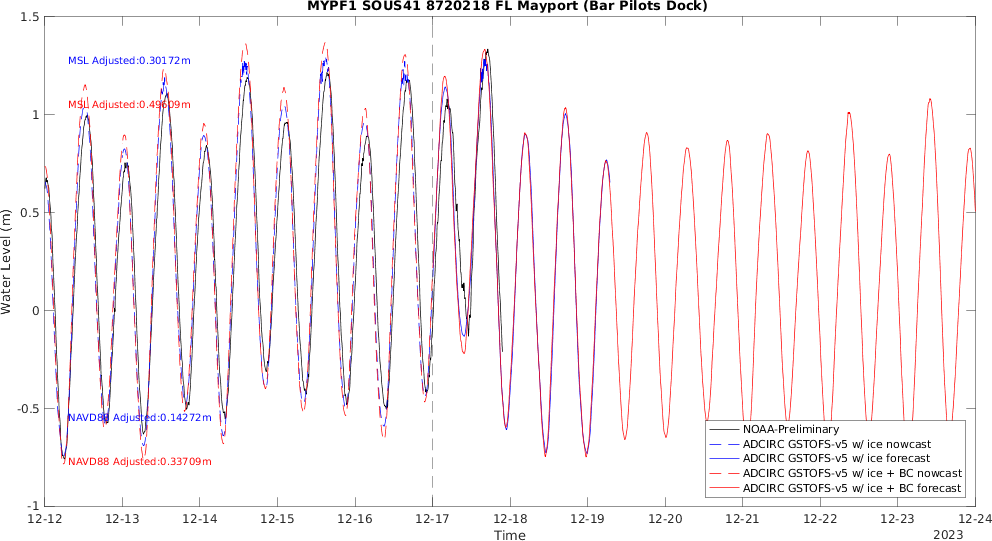 MYPF1 SOUS41 8720218 FL Mayport (Bar Pilots Dock)
1.5
1
0.5
0
-0.5
-1
Water Level (m)
MSL Adjusted:0.30172m
MSL Adjusted:0.49609m
NAVD88 Adjusted:0.14272m
NAVD88 Adjusted:0.33709m
NOAA-Preliminary
ADCIRC GSTOFS-v5 w/ ice nowcast
ADCIRC GSTOFS-v5 w/ ice forecast
ADCIRC GSTOFS-v5 w/ ice + BC nowcast
ADCIRC GSTOFS-v5 w/ ice + BC forecast
12-12 12-13 12-14 12-15 12-16 12-17 12-18 12-19 12-20 12-21 12-22 12-23 12-24
Time
2023